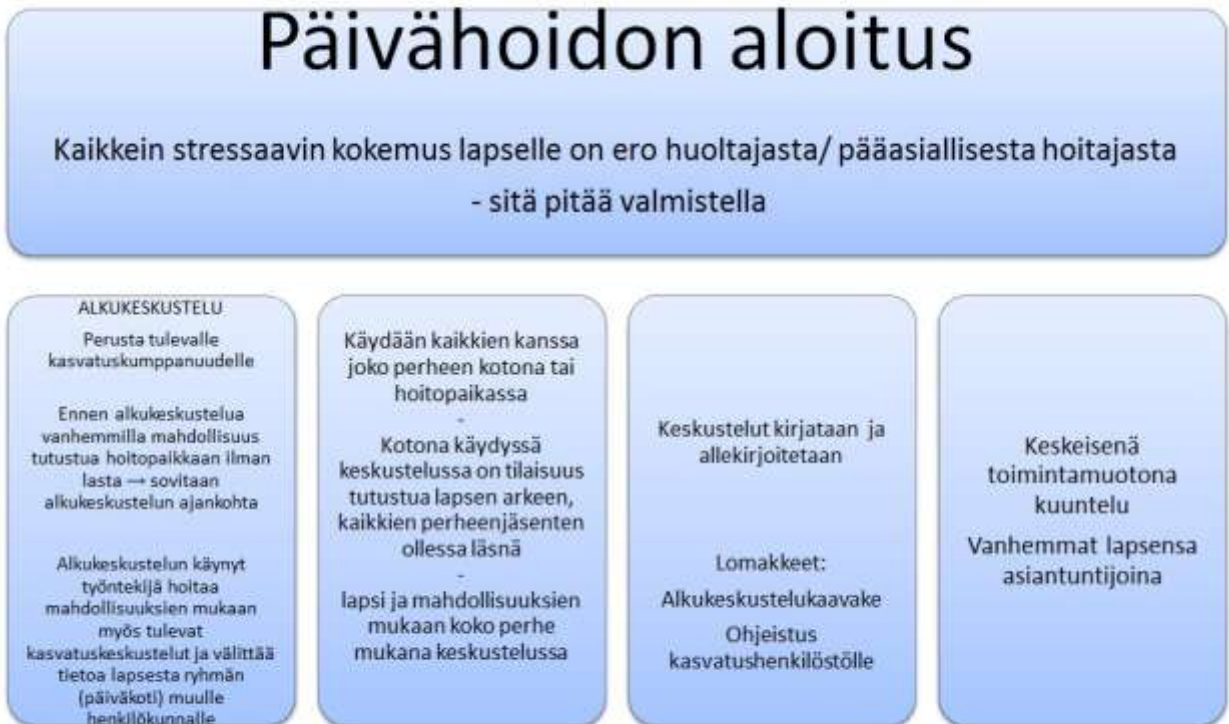 Päivähoidon aloitus
Kaikkein stressaavin kokemus lapselle on ero huoltajasta/ pääasiallisesta hoitajasta
- sitä pitää valmistella
ALKUKESKUSTELU
Perusta tulevalle
kasvatuskumppanuudelle
Ennen alkukeskustelua
vanhemmilla mahdollisuus
tutustua hoitopaikkaan ilman
lasta → sovitaan
alkukeskustelun ajankohta
Alkukeskustelun käynyt
työntekijä hoitaa
mahdollisuuksien mukaan
myös tulevat
kasvatuskeskustelut ja välittää
tietoa lapsesta ryhmän
(päiväkoti) muulle
henkilökunnalle
Käydään kaikkien kanssa
joko perheen kotona tai
hoitopaikassa
-
Kotona käydyssä
keskustelussa on tilaisuus
tutustua lapsen arkeen,
kaikkien perheenjäsenten
ollessa läsnä
-
lapsi ja mahdollisuuksien
mukaan koko perhe
mukana keskustelussa
Keskustelut kirjataan ja
allekirjoitetaan
Lomakkeet:
Alkukeskustelukaavake
Ohjeistus
kasvatushenkilöstölle
Keskeisenä
toimintamuotona
kuuntelu
Vanhemmat lapsensa
asiantuntijoina